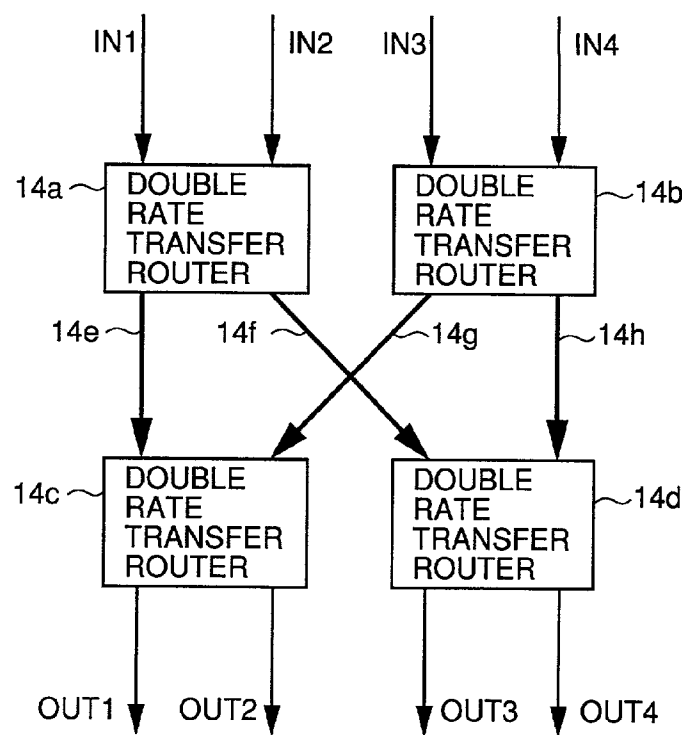 IN1 IN2 IN3 IN4
14a
DOUBLE
RATE
TRANSFER
ROUTER
DOUBLE
RATE
TRANSFER
ROUTER
14b
14e 14f 14g 14h
14c
DOUBLE
RATE
TRANSFER
ROUTER
DOUBLE
RATE
TRANSFER
ROUTER
14d
OUT1 OUT2 OUT3 OUT4